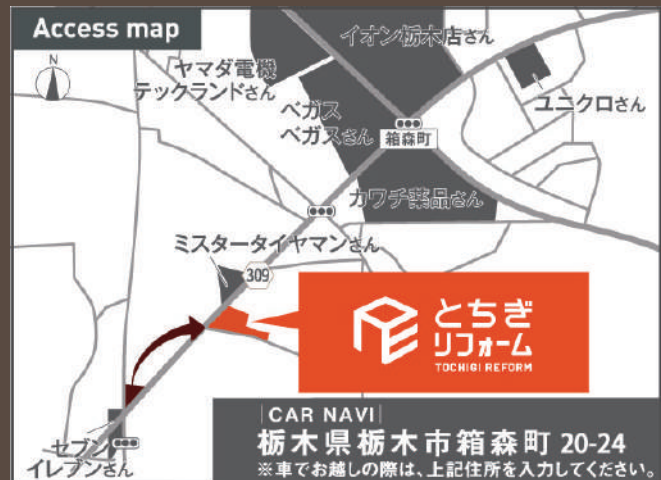 Access map
N
イオン栃木店さん
ヤマダ電機
テックランドさん
ユニクロさん
ベガス
ベガスさん
箱森町
カワチ薬品さん
ミスタータイヤマンさん
309
とちぎ
リフォーム
TOCHIGI REFORM
セブン
イレブンさん
CAR NAVI
栃木県栃木市箱森町 20-24
※車でお越しの際は、上記住所を入力してください。